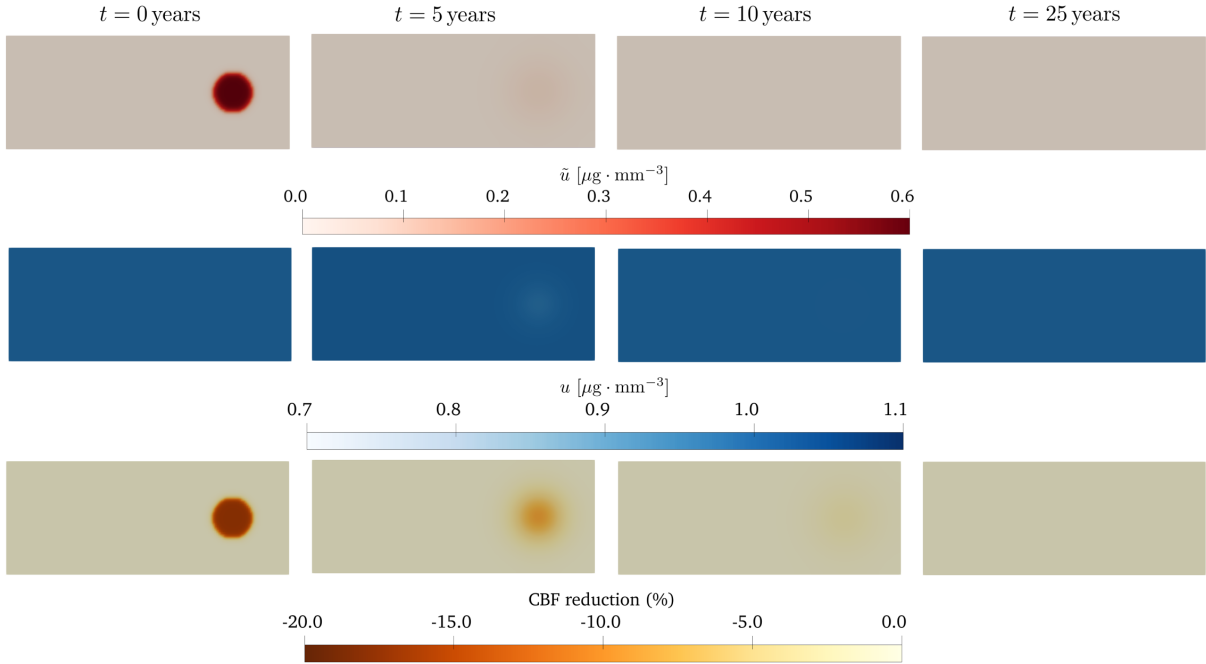 t = 0 years t = 5 years t = 10 years t = 25 years
ũ [μg · mm⁻³]
0.0 0.1 0.2 0.3 0.4 0.5 0.6
u [μg · mm⁻³]
0.7 0.8 0.9 1.0 1.1
CBF reduction (%)
-20.0 -15.0 -10.0 -5.0 0.0